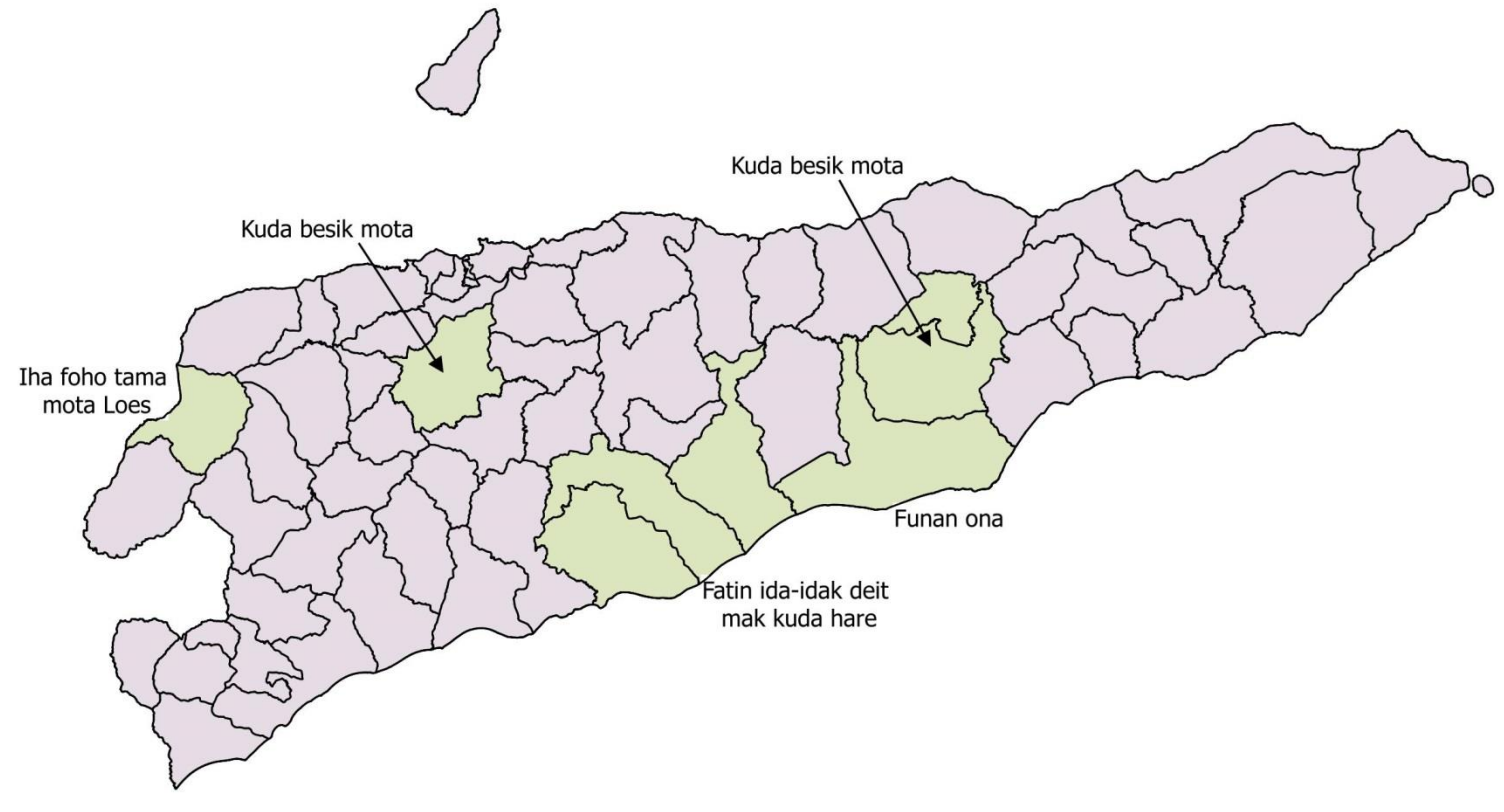 Kuda besik mota
Kuda besik mota
Iha foho tama
mota Loes
Funan ona
Fatin ida-idak deit
mak kuda hare